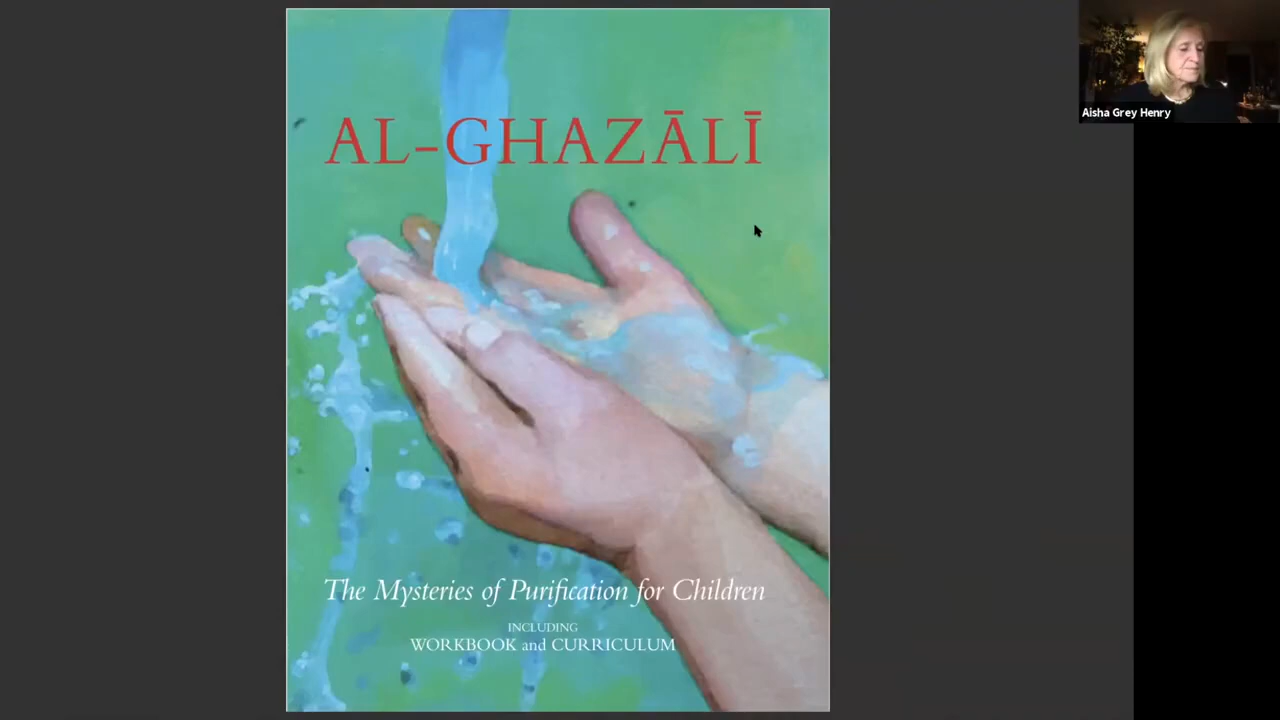 AL-GHAZĀLĪ
The Mysteries of Purification for Children
INCLUDING
WORKBOOK and CURRICULUM
Aisha Grey Henry